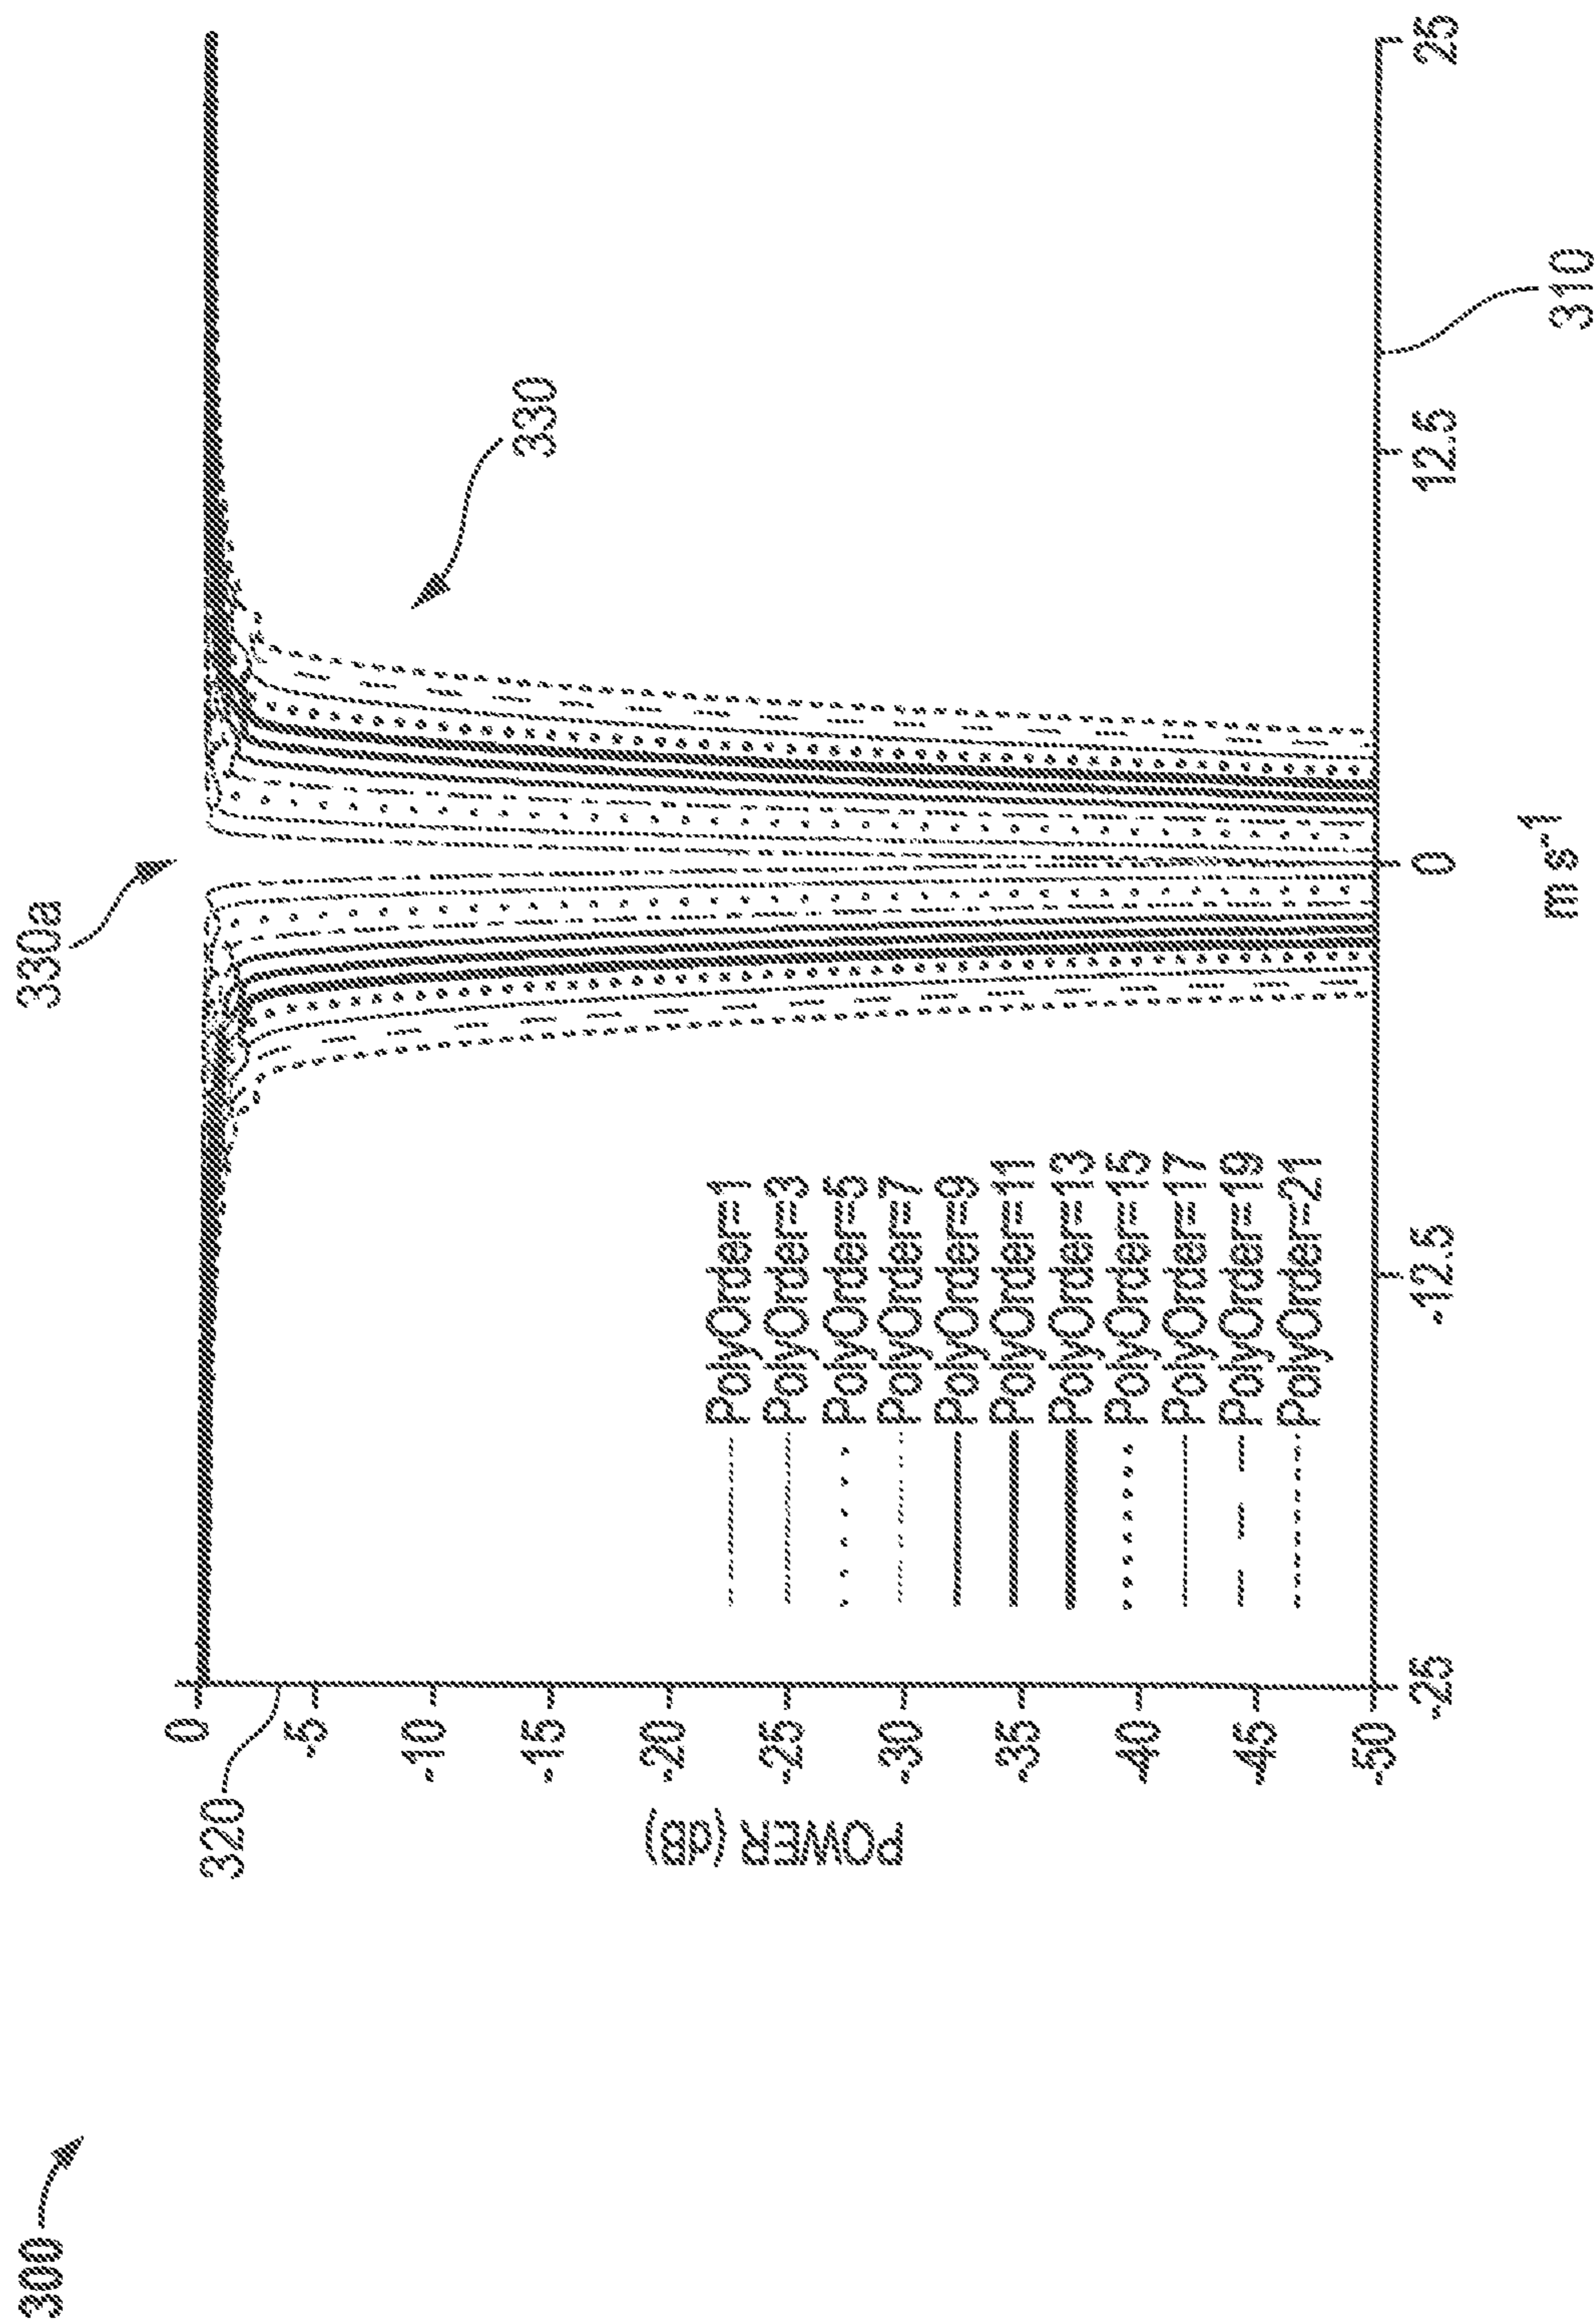 300
330a
320
330
POWER (dB)
0
-5
-10
-15
-20
-25
-30
-35
-40
-45
-50
PolyOrder=1
PolyOrder=3
PolyOrder=5
PolyOrder=7
PolyOrder=9
PolyOrder=11
PolyOrder=13
PolyOrder=15
PolyOrder=17
PolyOrder=19
PolyOrder=21
-25
-12.5
0
12.5
25
310
ms⁻¹